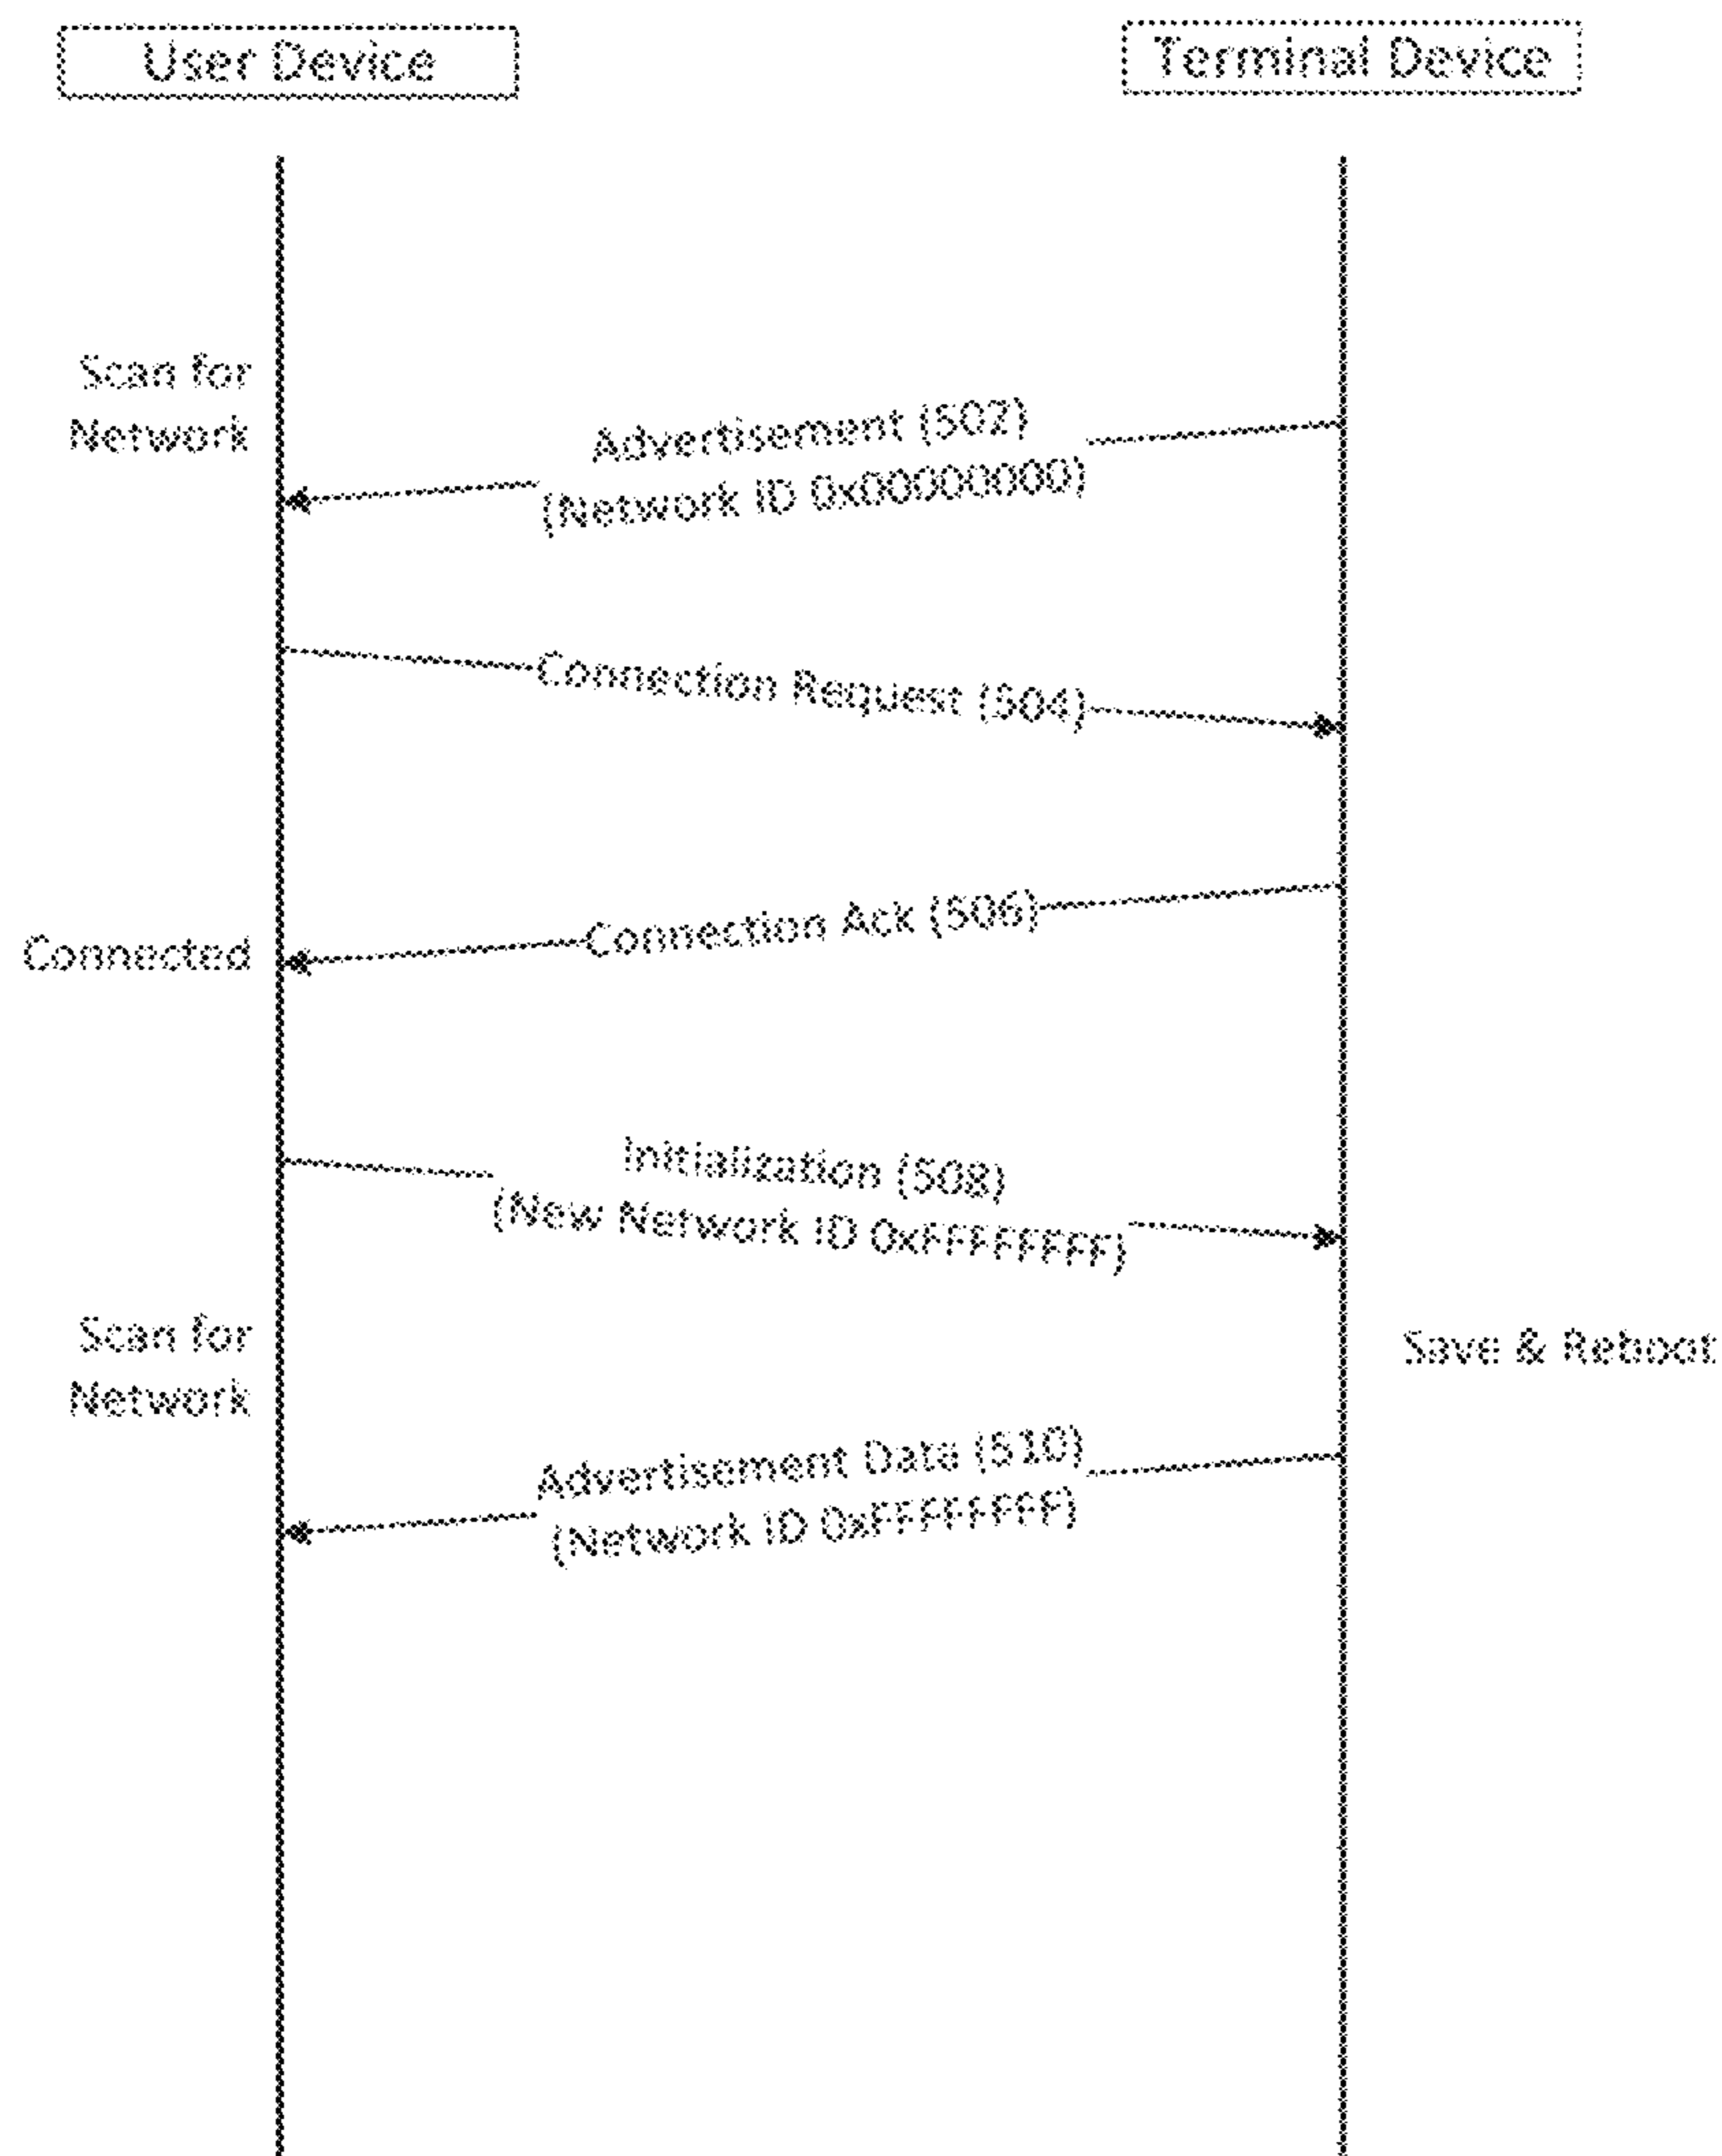 User Device
Terminal Device
Scan for
Network
Advertisement (502)
(Network ID 0x00000000)
Connection Request (504)
Connection Ack (506)
Connected
Initialization (508)
(New Network ID 0xFFFFFFFF)
Scan for
Network
Save & Reboot
Advertisement Data (510)
(Network ID 0xFFFFFFFF)